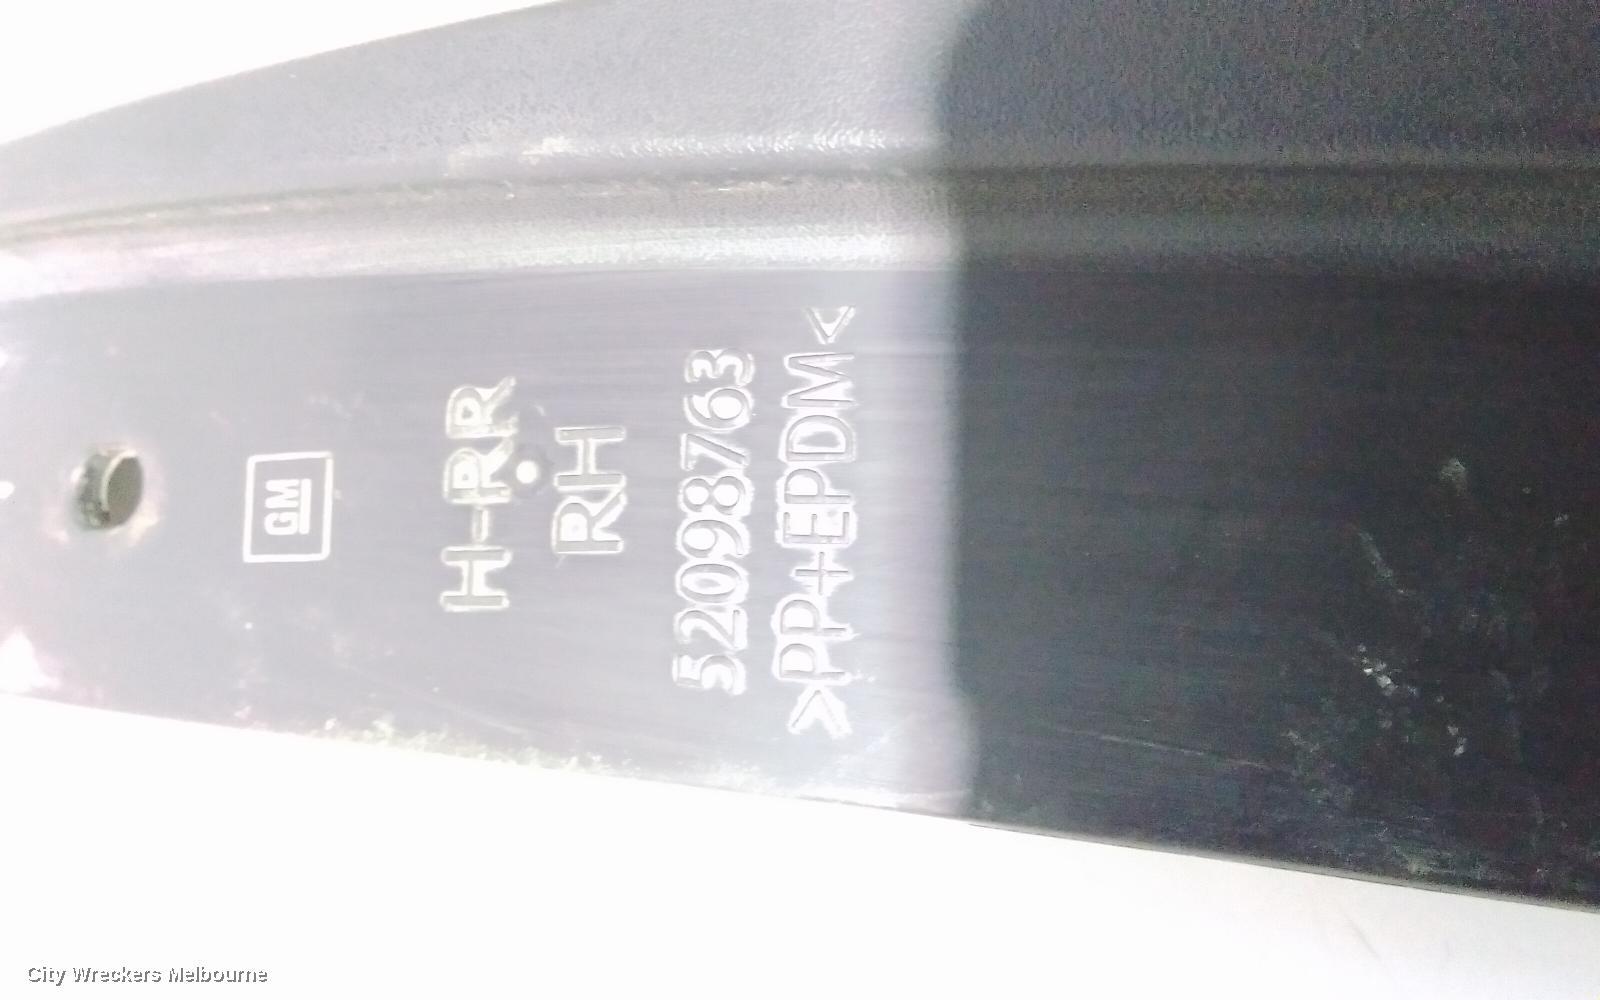 GM
H-RR
RH
52098763
>PP+EPDM<
City Wreckers Melbourne